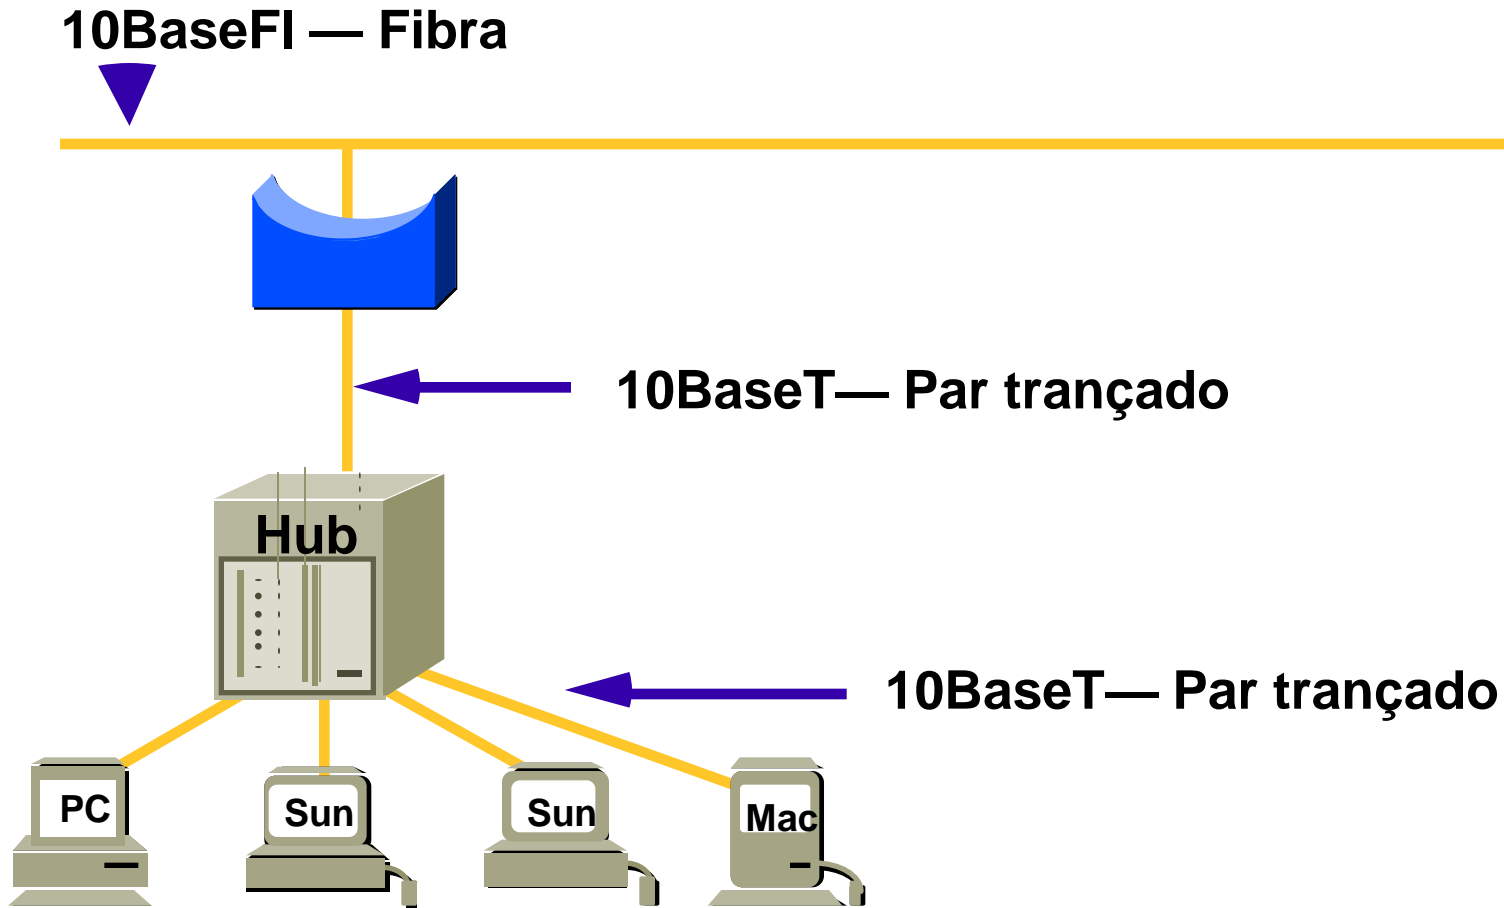 10BaseFl — Fibra
10BaseT— Par trançado
Hub
10BaseT— Par trançado
PC
Sun
Sun
Mac